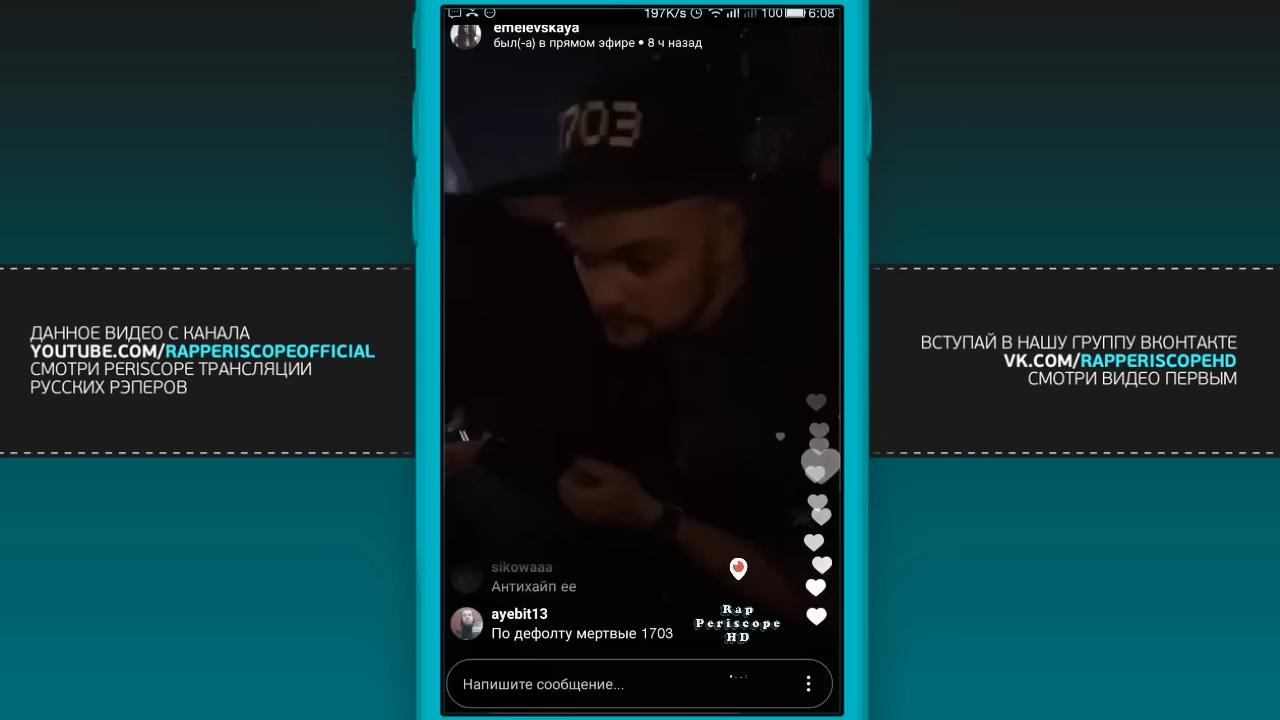 197K/s 100 6:08
emelevskaya
был(-а) в прямом эфире • 8 ч назад
1703
ДАННОЕ ВИДЕО С КАНАЛА
YOUTUBE.COM/RAPPERISCOPEOFFICIAL
СМОТРИ PERISCOPE ТРАНСЛЯЦИИ
РУССКИХ РЭПЕРОВ
ВСТУПАЙ В НАШУ ГРУППУ ВКОНТАКТЕ
VK.COM/RAPPERISCOPEHD
СМОТРИ ВИДЕО ПЕРВЫМ
sikowaaa
Антихайп ее
ayebit13
По дефолту мертвые 1703
Rap
Periscope
HD
Напишите сообщение...